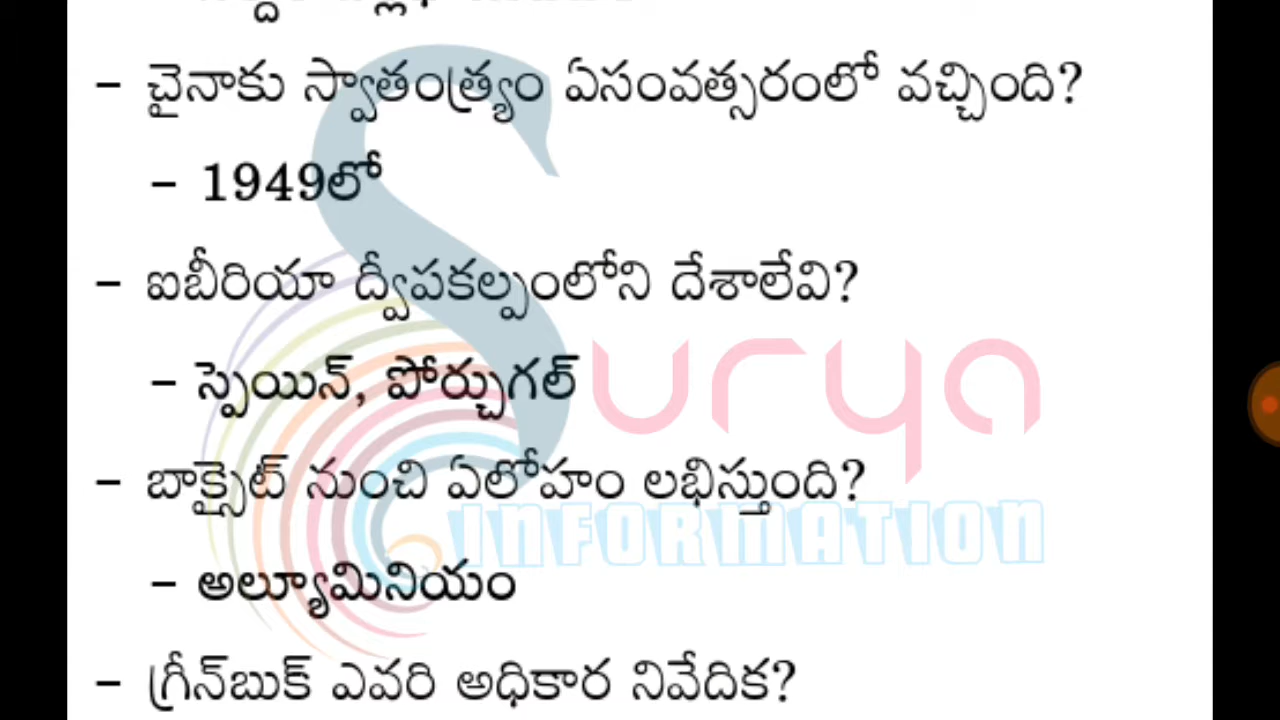 – చైనాకు స్వాతంత్ర్యం ఏసంవత్సరంలో వచ్చింది?
– 1949లో
– ఐబీరియా ద్వీపకల్పంలోని దేశాలేవి?
– స్పెయిన్, పోర్చుగల్
Surya
– బాక్సైట్ నుంచి ఏలోహం లభిస్తుంది?
INFORMATION
– అల్యూమినియం
– గ్రీన్‌బుక్ ఎవరి అధికార నివేదిక?